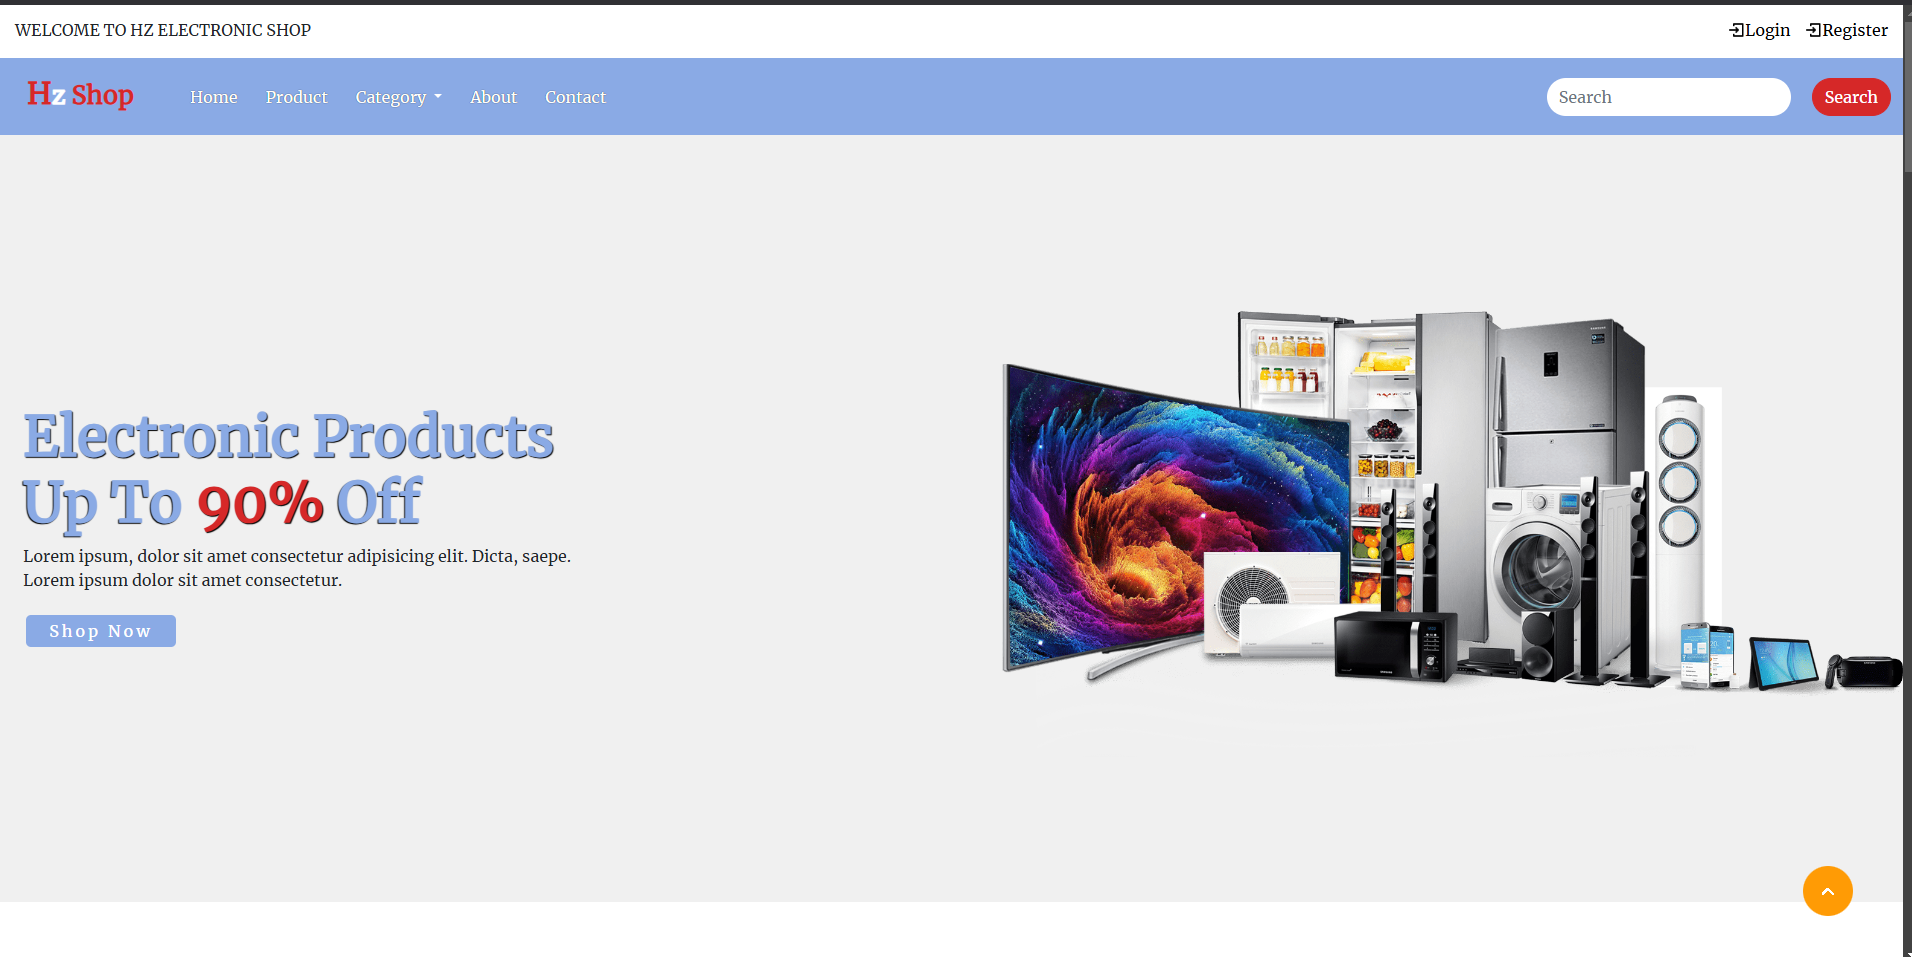 WELCOME TO HZ ELECTRONIC SHOP
Login Register
Hz Shop Home Product Category About Contact Search Search
Electronic Products
Up To 90% Off
Lorem ipsum, dolor sit amet consectetur adipisicing elit. Dicta, saepe.
Lorem ipsum dolor sit amet consectetur.
Shop Now